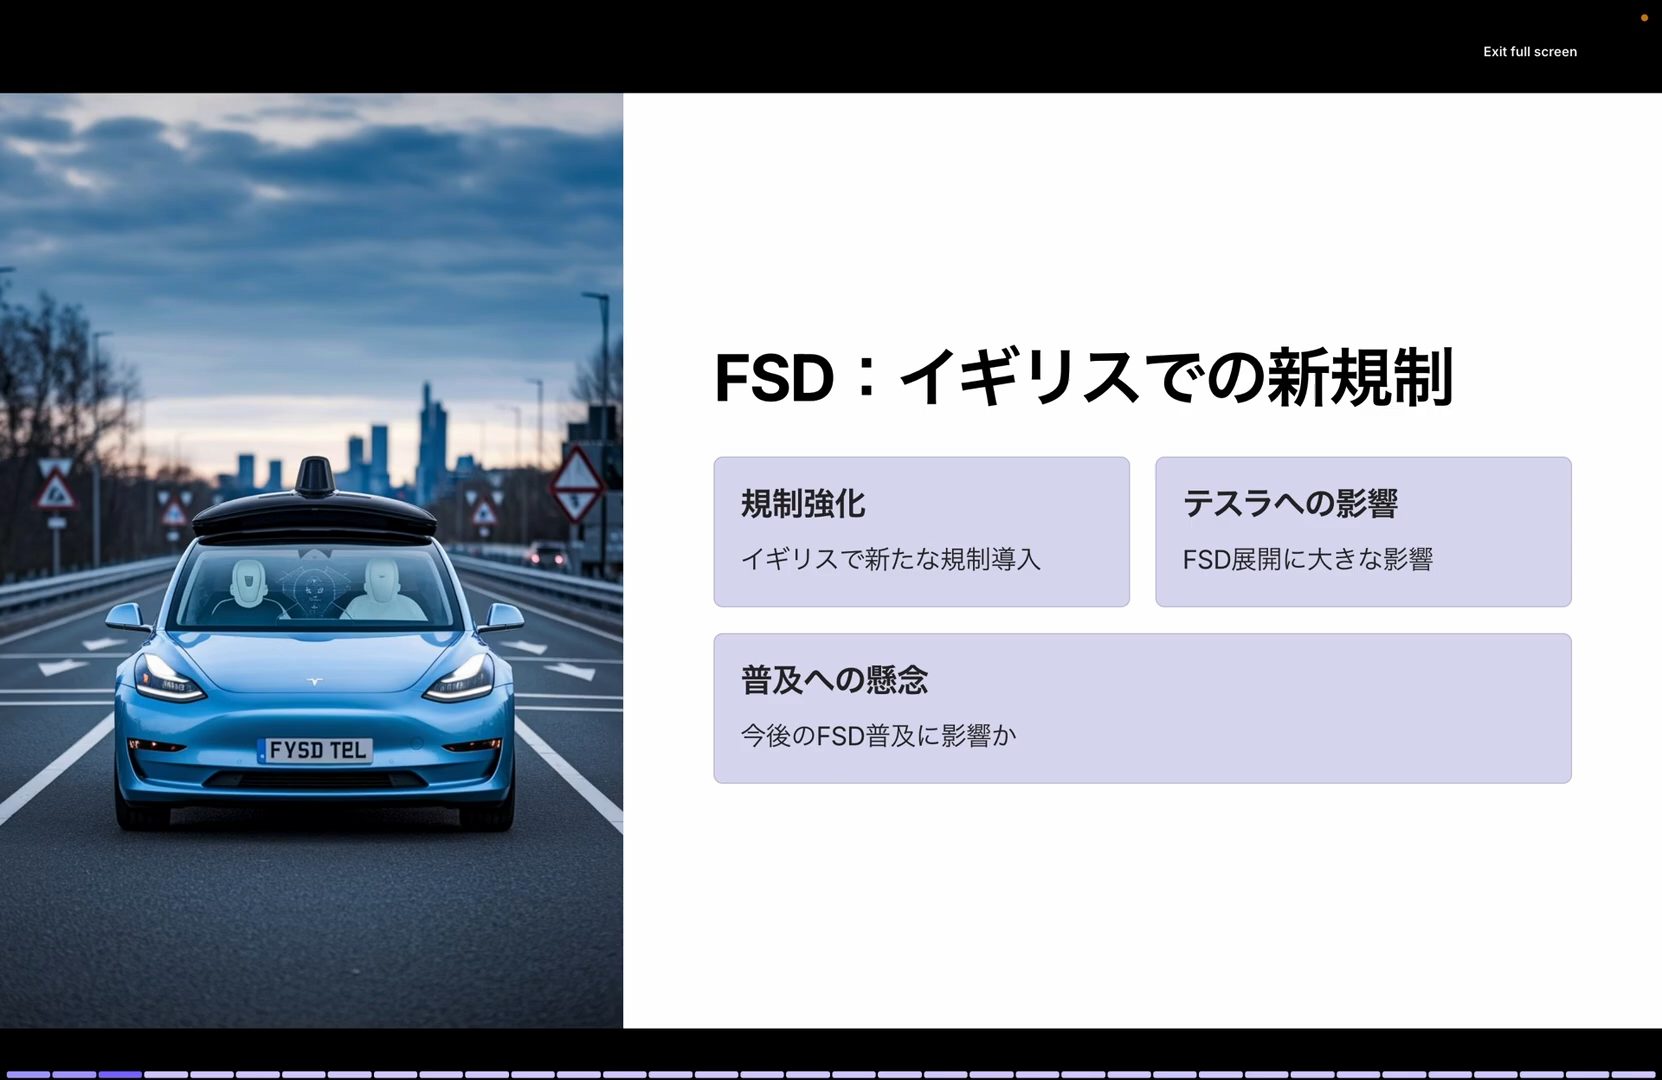 Exit full screen
FSD：イギリスでの新規制
規制強化
イギリスで新たな規制導入
テスラへの影響
FSD展開に大きな影響
普及への懸念
今後のFSD普及に影響か
FYSD TEL